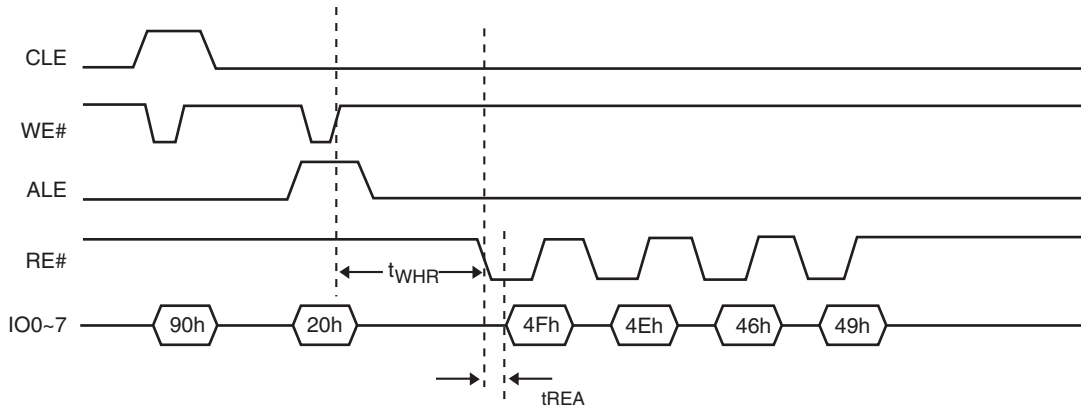 CLE
WE#
ALE
RE#
tWHR
IO0~7 90h 20h 4Fh 4Eh 46h 49h
tREA